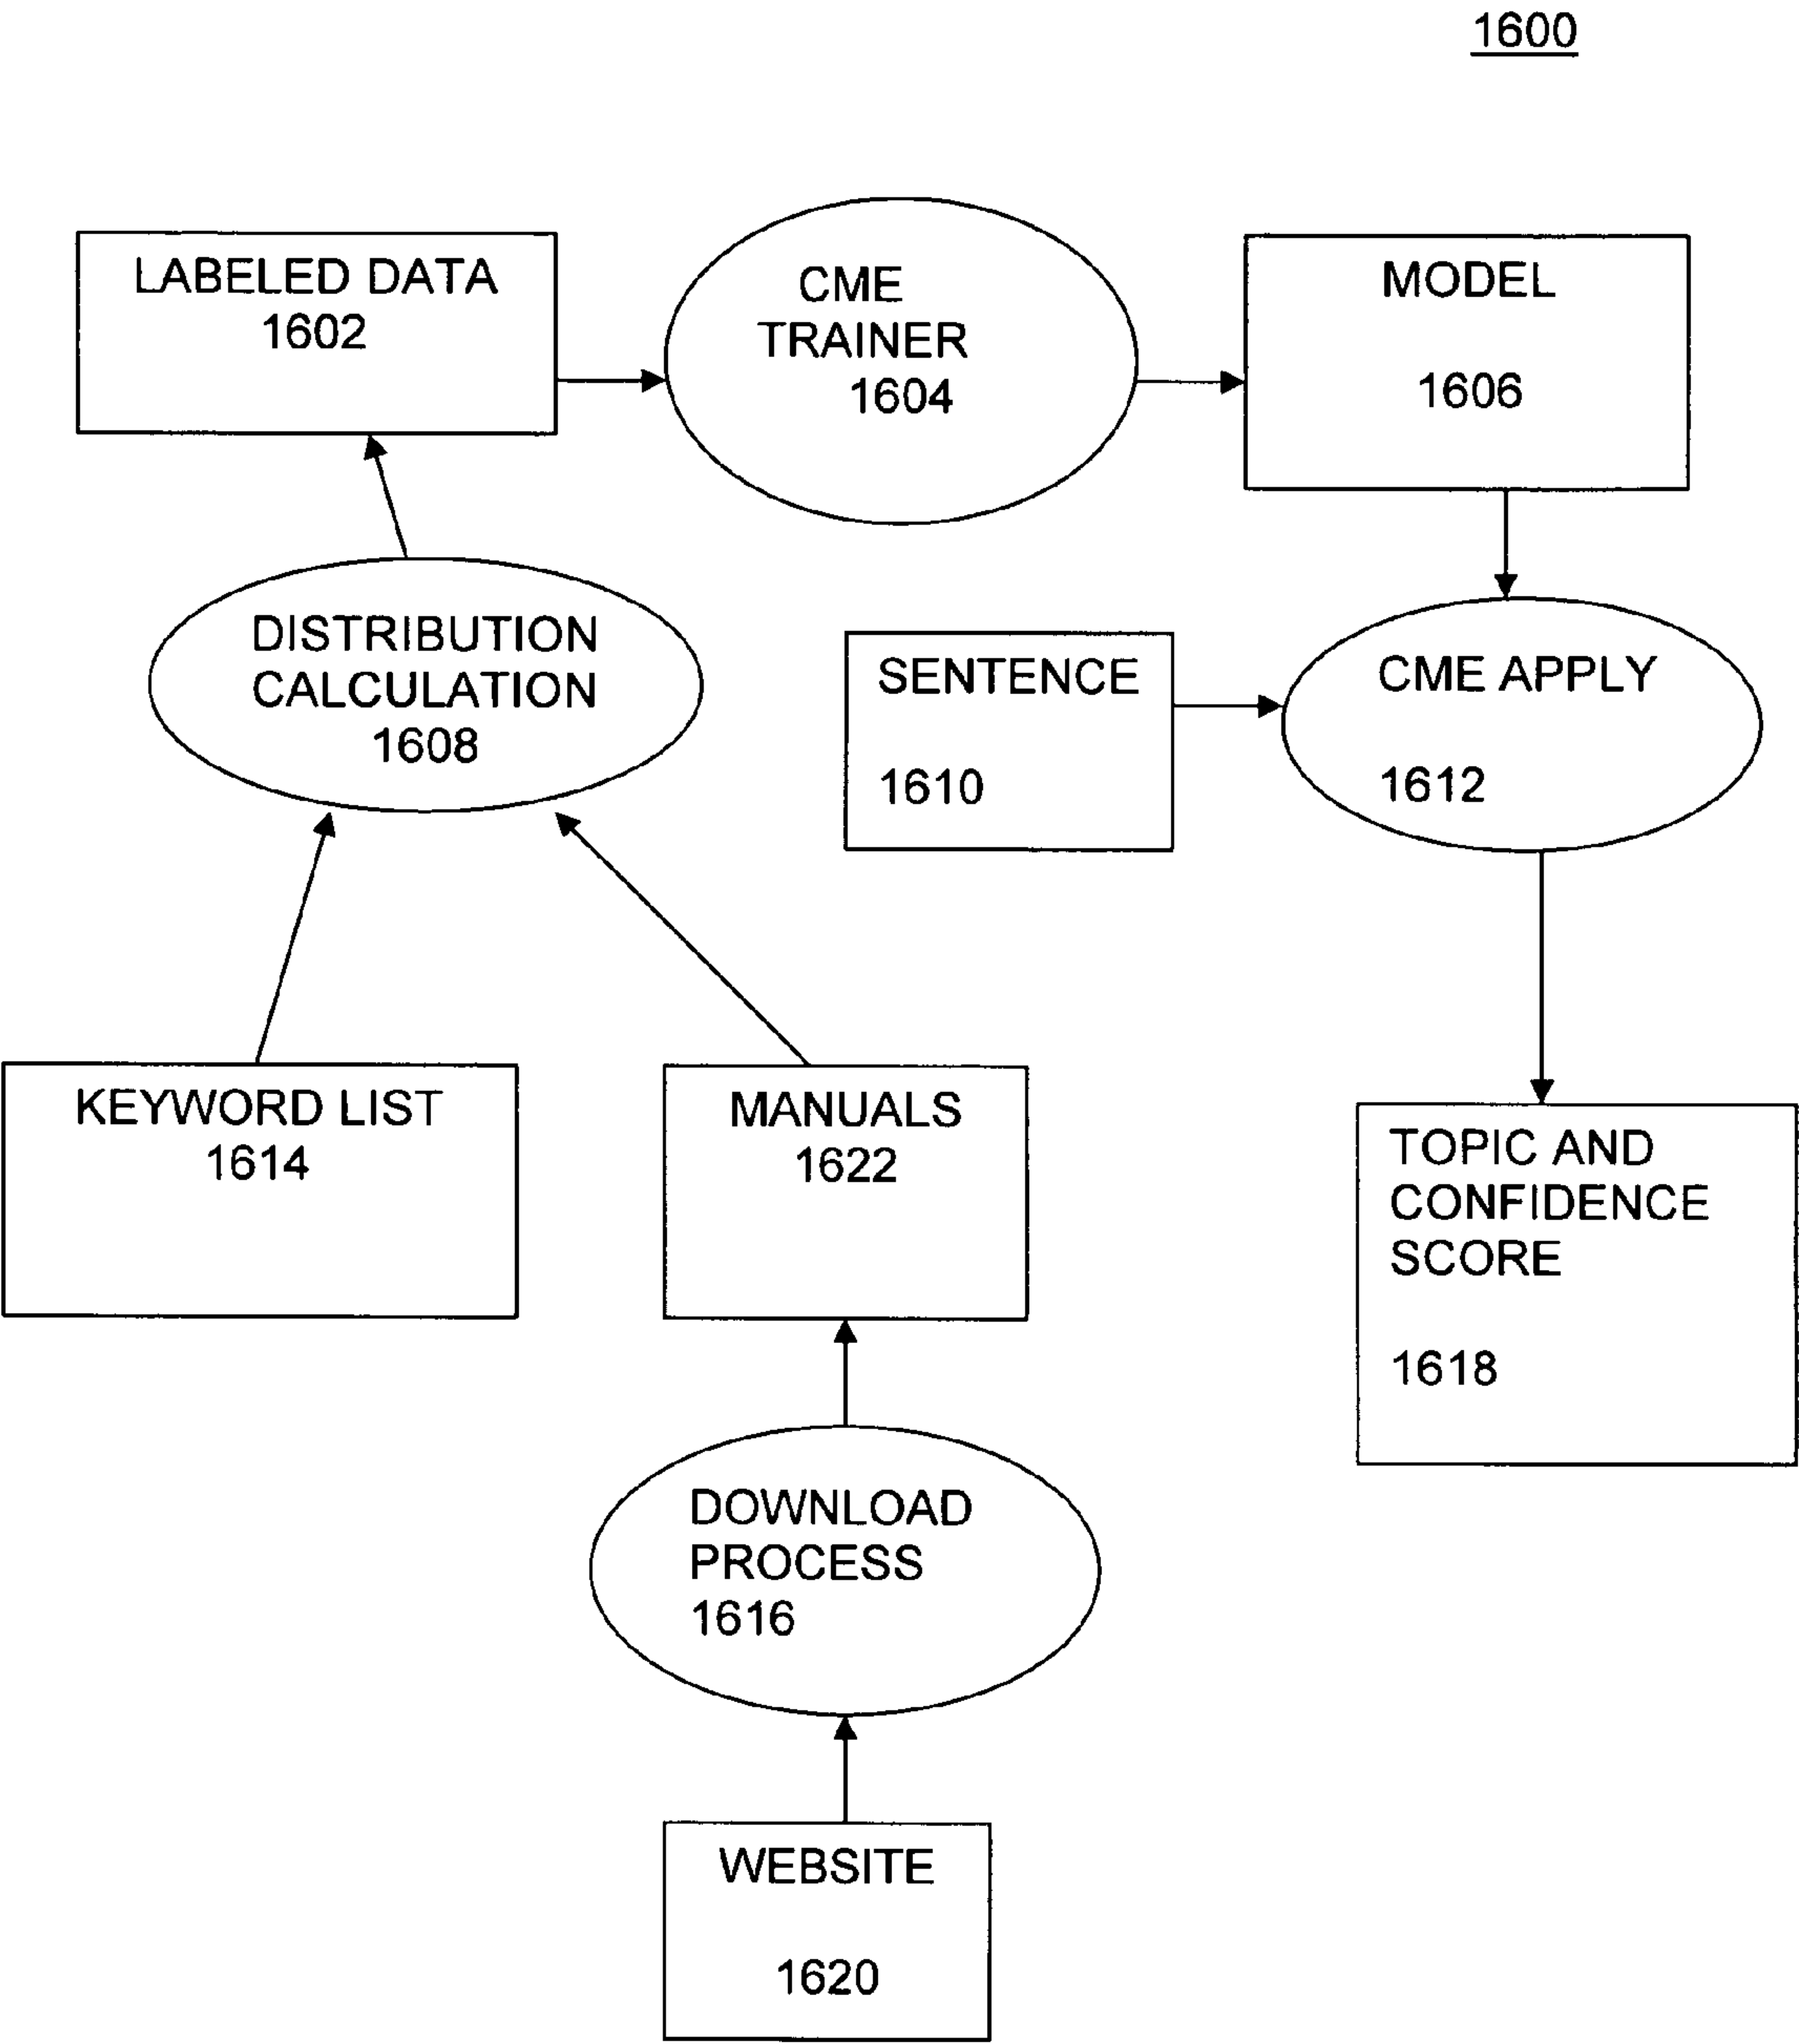 1600
LABELED DATA
1602
CME
TRAINER
1604
MODEL
1606
DISTRIBUTION
CALCULATION
1608
SENTENCE
1610
CME APPLY
1612
KEYWORD LIST
1614
MANUALS
1622
TOPIC AND
CONFIDENCE
SCORE
1618
DOWNLOAD
PROCESS
1616
WEBSITE
1620